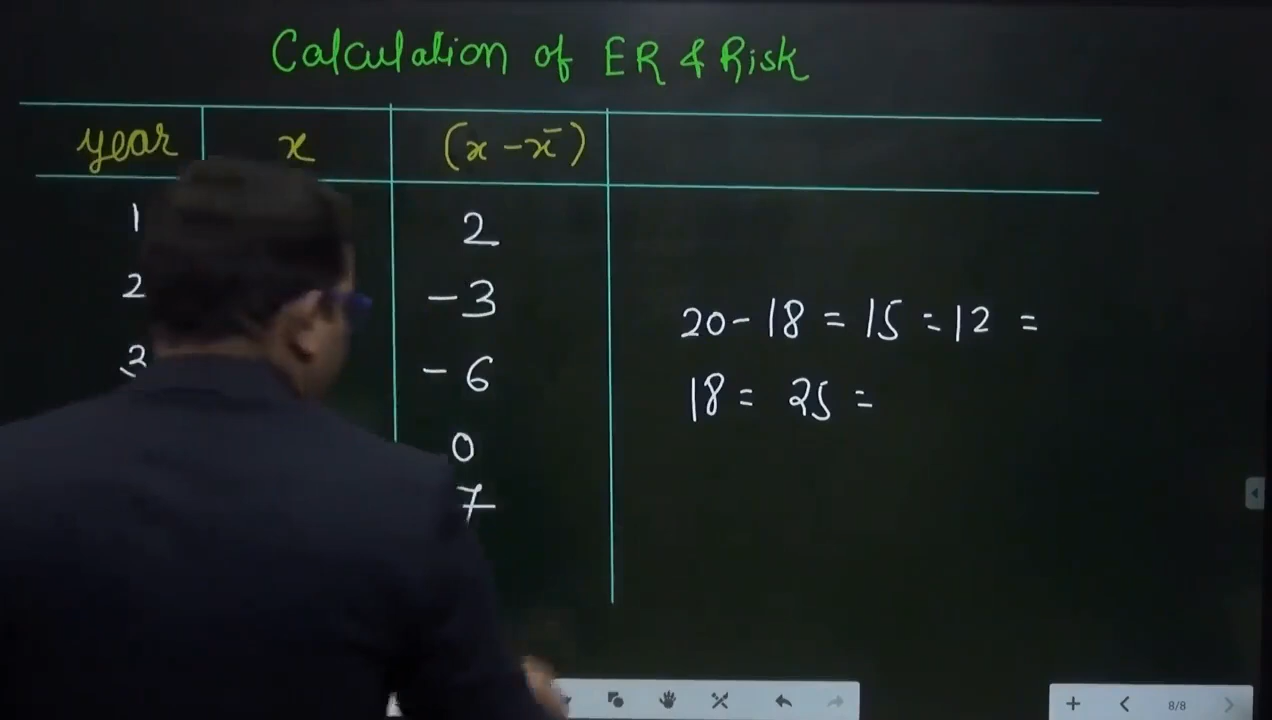 Calculation of ER & Risk
year x (x - x̄)
1 2
2 -3
3 -6
0
7
20 - 18 = 15 = 12 =
18 = 25 =
8/8